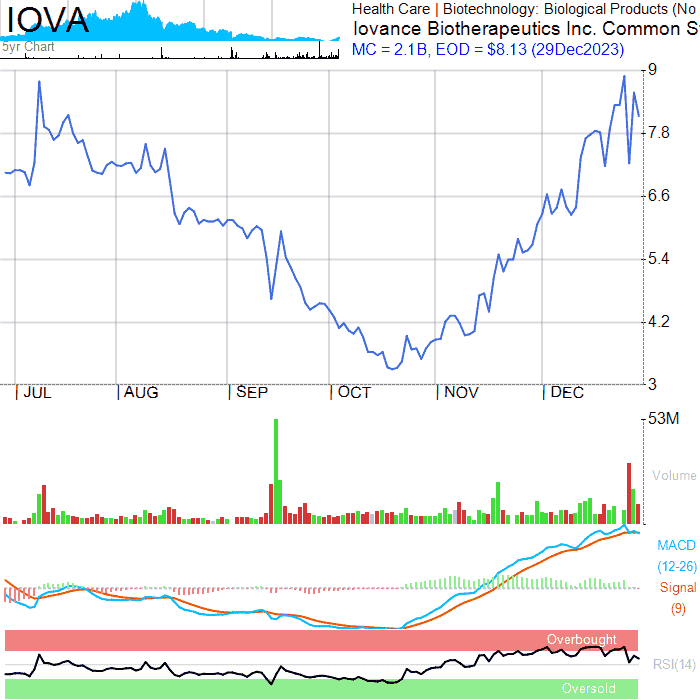 IOVA
Health Care | Biotechnology: Biological Products (No
Iovance Biotherapeutics Inc. Common S
5yr Chart
MC = 2.1B, EOD = $8.13 (29Dec2023)
9
7.8
6.6
5.4
4.2
3
JUL AUG SEP OCT NOV DEC
53M
Volume
MACD
(12-26)
Signal
(9)
Overbought
RSI(14)
Oversold